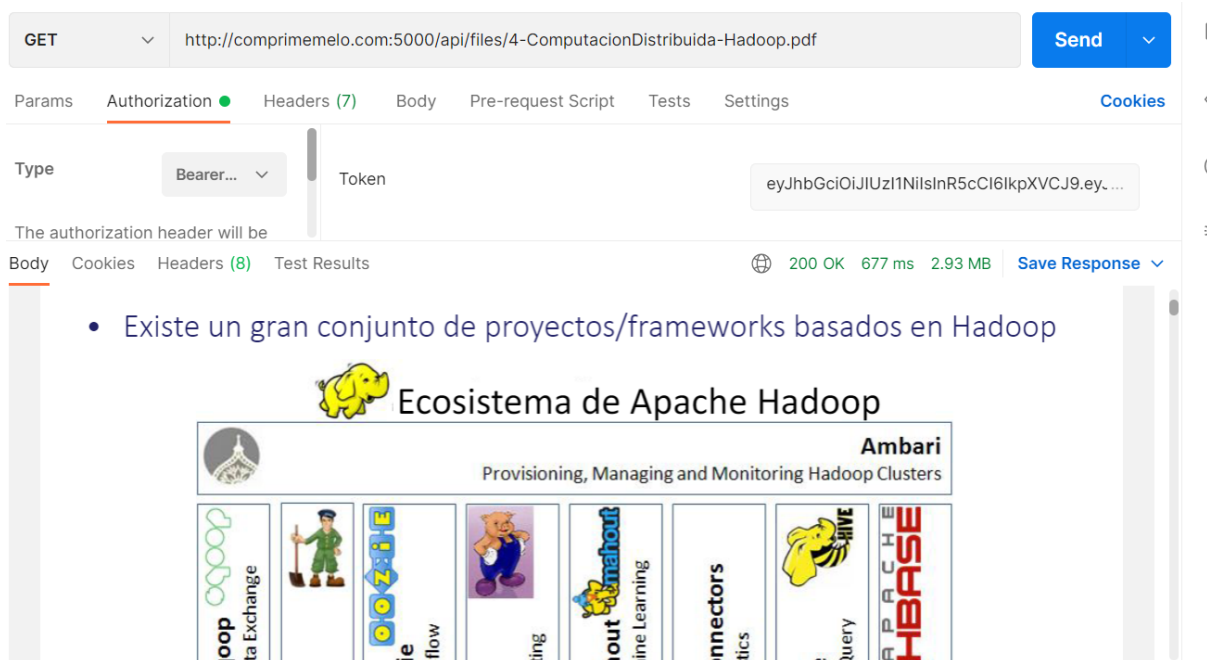 GET http://comprimemelo.com:5000/api/files/4-ComputacionDistribuida-Hadoop.pdf Send
Params Authorization Headers (7) Body Pre-request Script Tests Settings Cookies
Type Bearer... Token eyJhbGciOiJIUzI1NiIsInR5cCI6IkpXVCJ9.ey...
The authorization header will be
Body Cookies Headers (8) Test Results 200 OK 677 ms 2.93 MB Save Response
• Existe un gran conjunto de proyectos/frameworks basados en Hadoop
Ecosistema de Apache Hadoop
Ambari
Provisioning, Managing and Monitoring Hadoop Clusters
OOZIE
mahout
HIVE
APACHE
HBASE